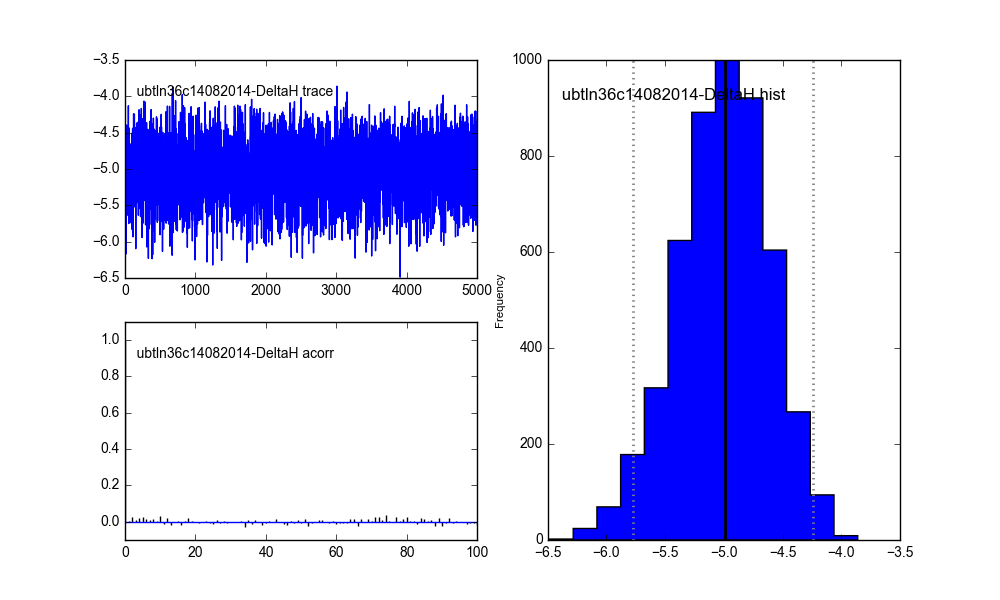 −3.5
ubtln36c14082014-DeltaH trace
−4.0
−4.5
−5.0
−5.5
−6.0
−6.5
0 1000 2000 3000 4000 5000
ubtln36c14082014-DeltaH acorr
1.0
0.8
0.6
0.4
0.2
0.0
0 20 40 60 80 100
1000
ubtln36c14082014-DeltaH hist
800
600
400
200
0
Frequency
−6.5 −6.0 −5.5 −5.0 −4.5 −4.0 −3.5